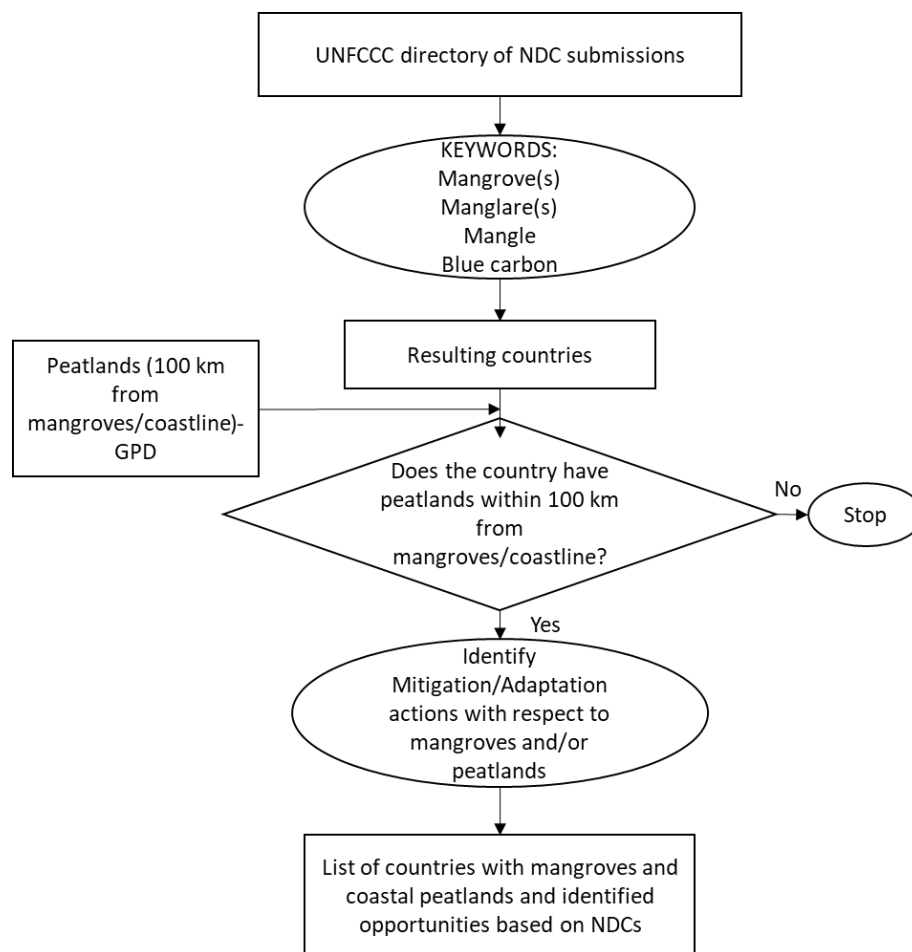 UNFCCC directory of NDC submissions
KEYWORDS:
Mangrove(s)
Manglare(s)
Mangle
Blue carbon
Resulting countries
Peatlands (100 km
from
mangroves/coastline)-
GPD
Does the country have
peatlands within 100 km
from
mangroves/coastline?
No
Stop
Yes
Identify
Mitigation/Adaptation
actions with respect to
mangroves and/or
peatlands
List of countries with mangroves and
coastal peatlands and identified
opportunities based on NDCs